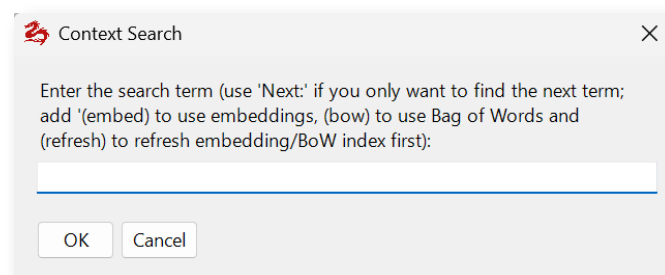 Context Search
Enter the search term (use 'Next:' if you only want to find the next term;
add '(embed) to use embeddings, (bow) to use Bag of Words and
(refresh) to refresh embedding/BoW index first):
OK Cancel